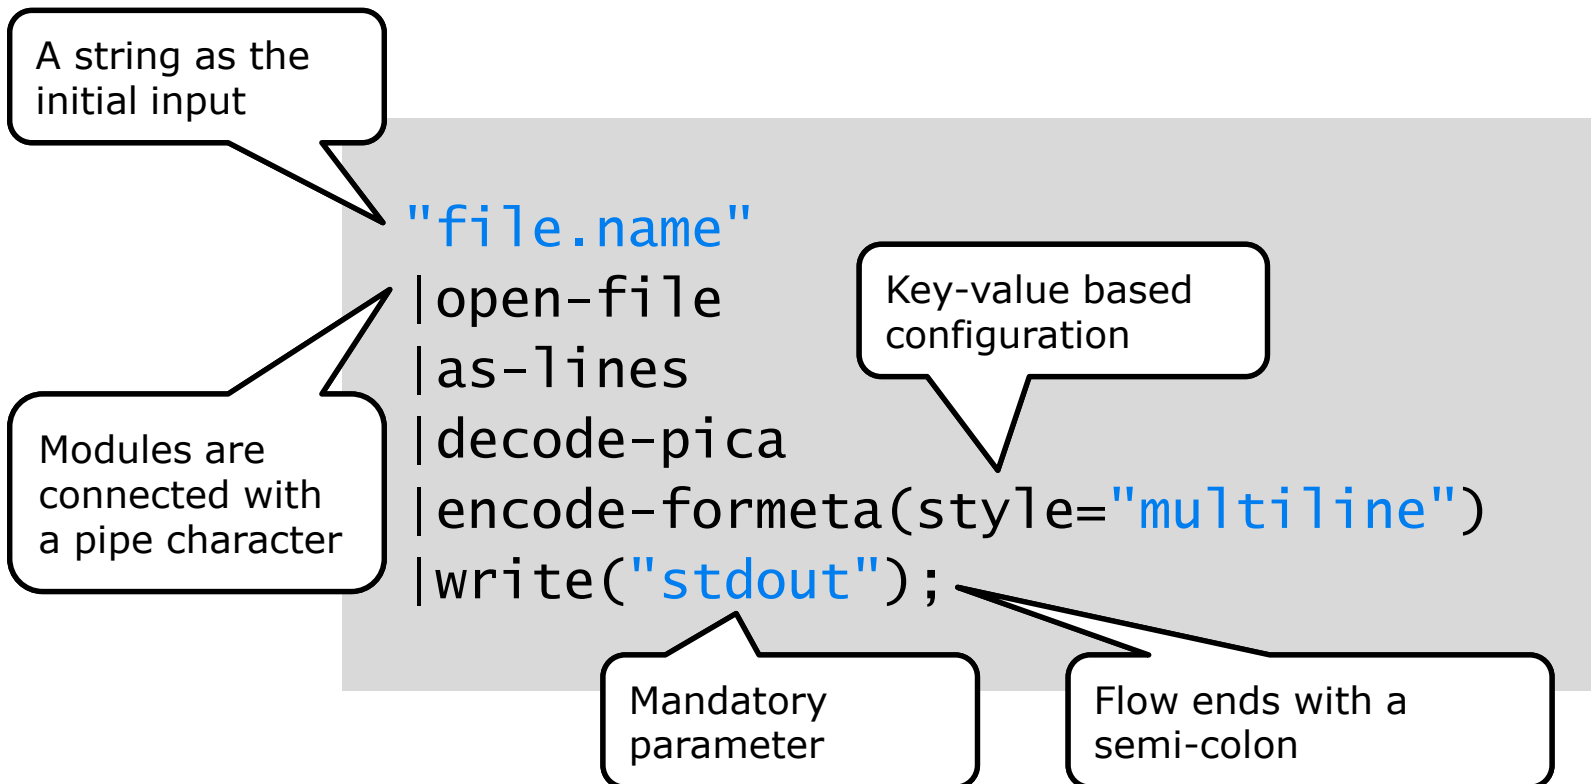 A string as the
initial input
"file.name"
|open-file
|as-lines
|decode-pica
|encode-formeta(style="multiline")
|write("stdout");
Key-value based
configuration
Modules are
connected with
a pipe character
Mandatory
parameter
Flow ends with a
semi-colon